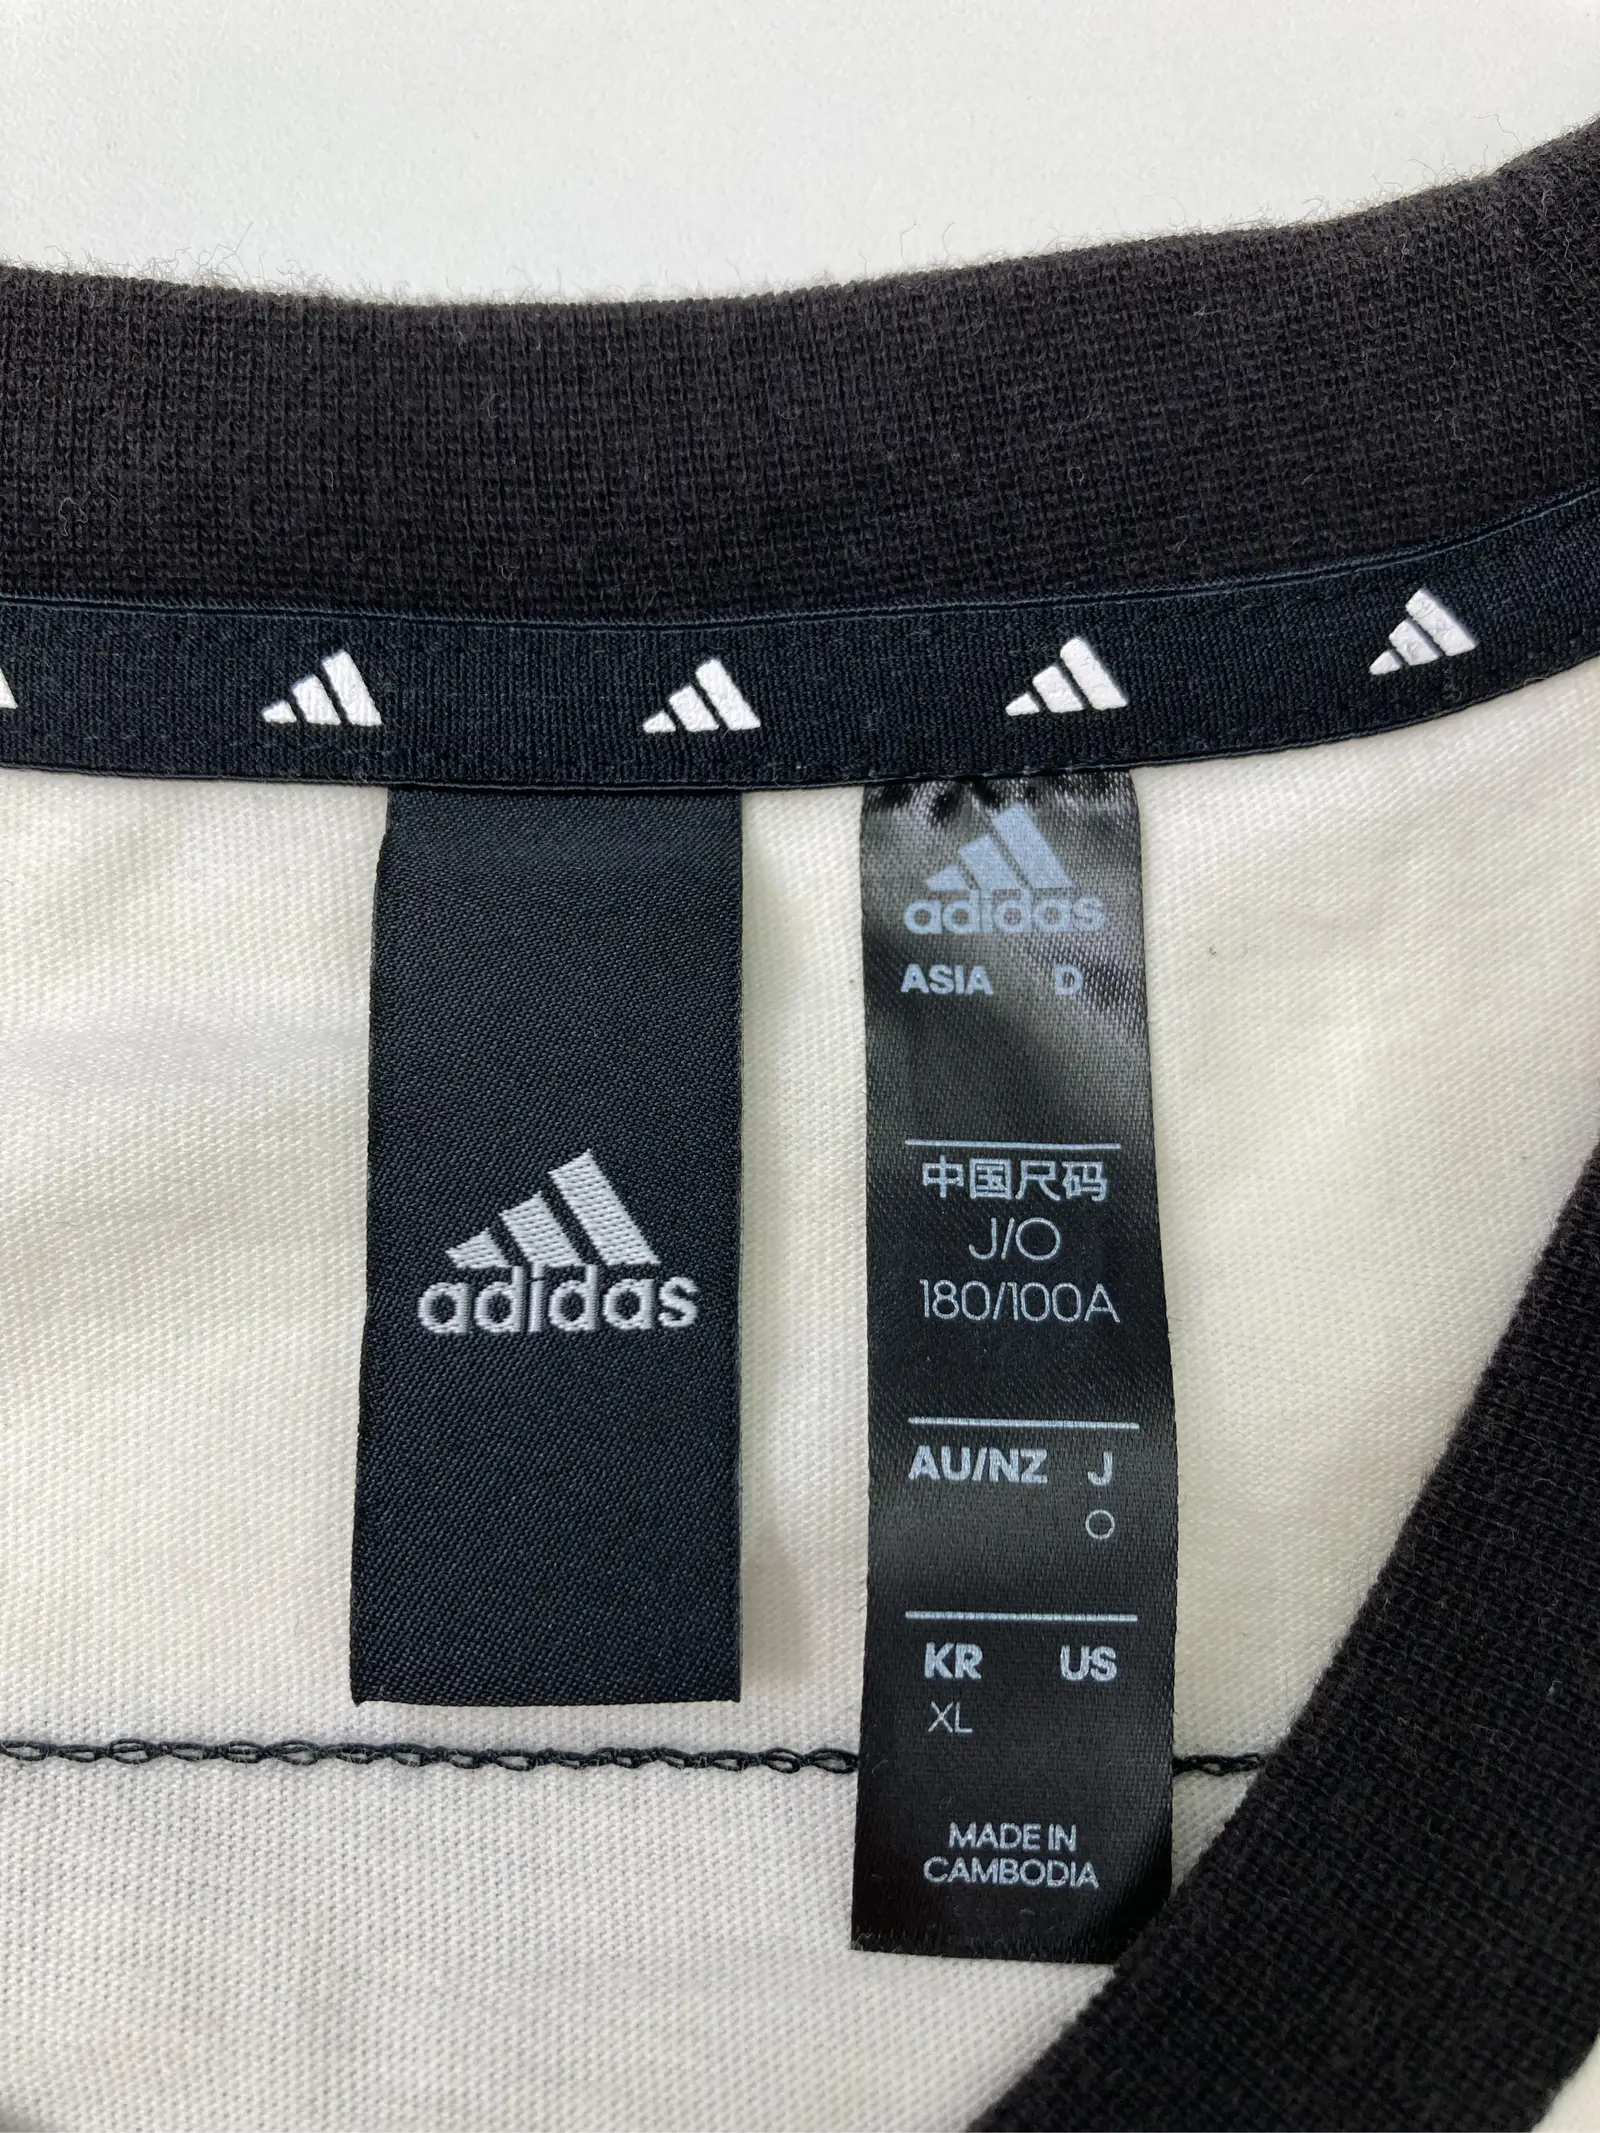 adidas
adidas
ASIA D
中国尺码
J/O
180/100A
AU/NZ J
O
KR US
XL
MADE IN
CAMBODIA